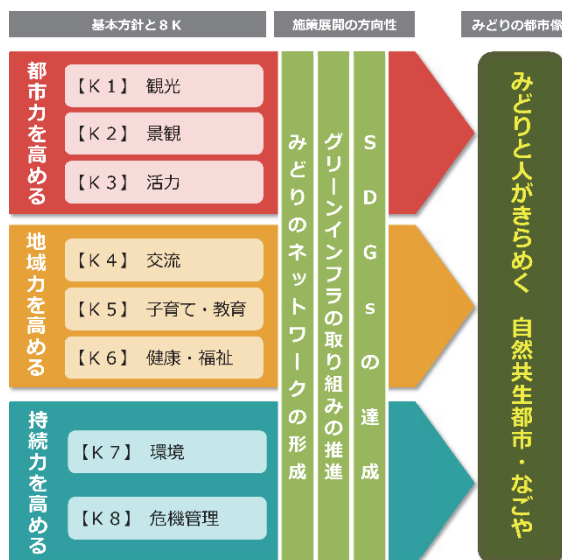 基本方針と8K
施策展開の方向性
みどりの都市像
都市力を高める
【K1】 観光
【K2】 景観
【K3】 活力
地域力を高める
【K4】 交流
【K5】 子育て・教育
【K6】 健康・福祉
持続力を高める
【K7】 環境
【K8】 危機管理
みどりのネットワークの形成
グリーンインフラの取り組みの推進
SDGsの達成
みどりと人がきらめく 自然共生都市・なごや